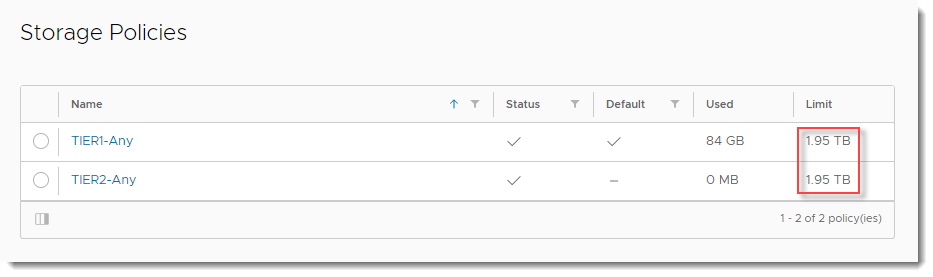 Storage Policies
Name Status Default Used Limit
TIER1-Any 84 GB 1.95 TB
TIER2-Any – 0 MB 1.95 TB
1 - 2 of 2 policy(ies)